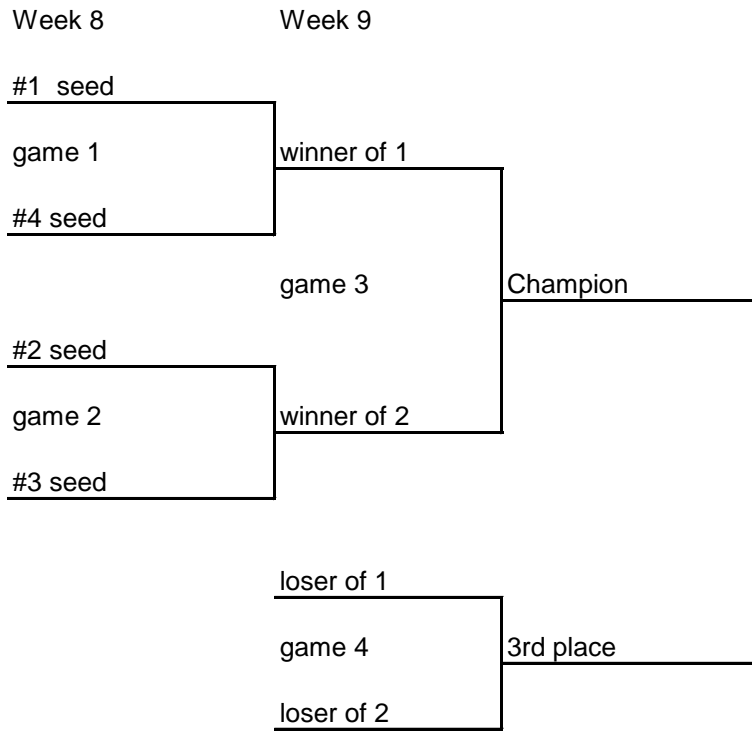 Week 8 Week 9
#1 seed
game 1 winner of 1
#4 seed
game 3 Champion
#2 seed
game 2 winner of 2
#3 seed
loser of 1
game 4 3rd place
loser of 2